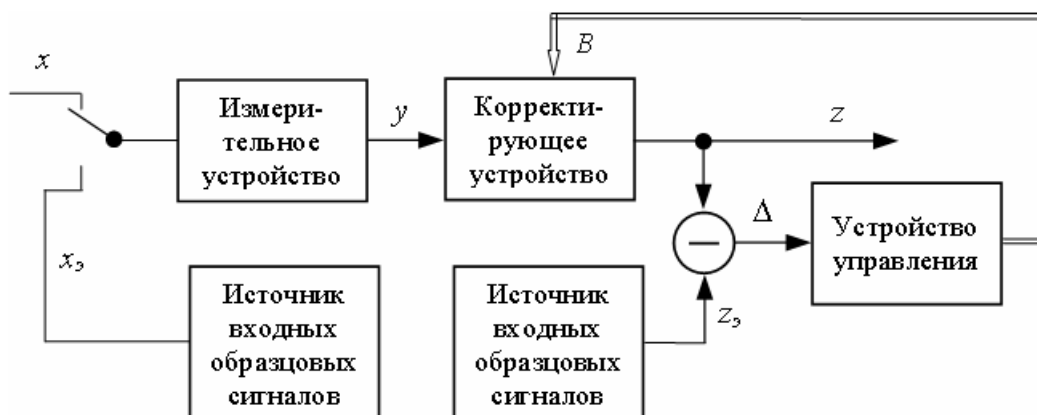 B
x
Измери-
тельное
устройство
y
Корректи-
рующее
устройство
z
xэ
Δ
Устройство
управления
Источник
входных
образцовых
сигналов
Источник
входных
образцовых
сигналов
zэ